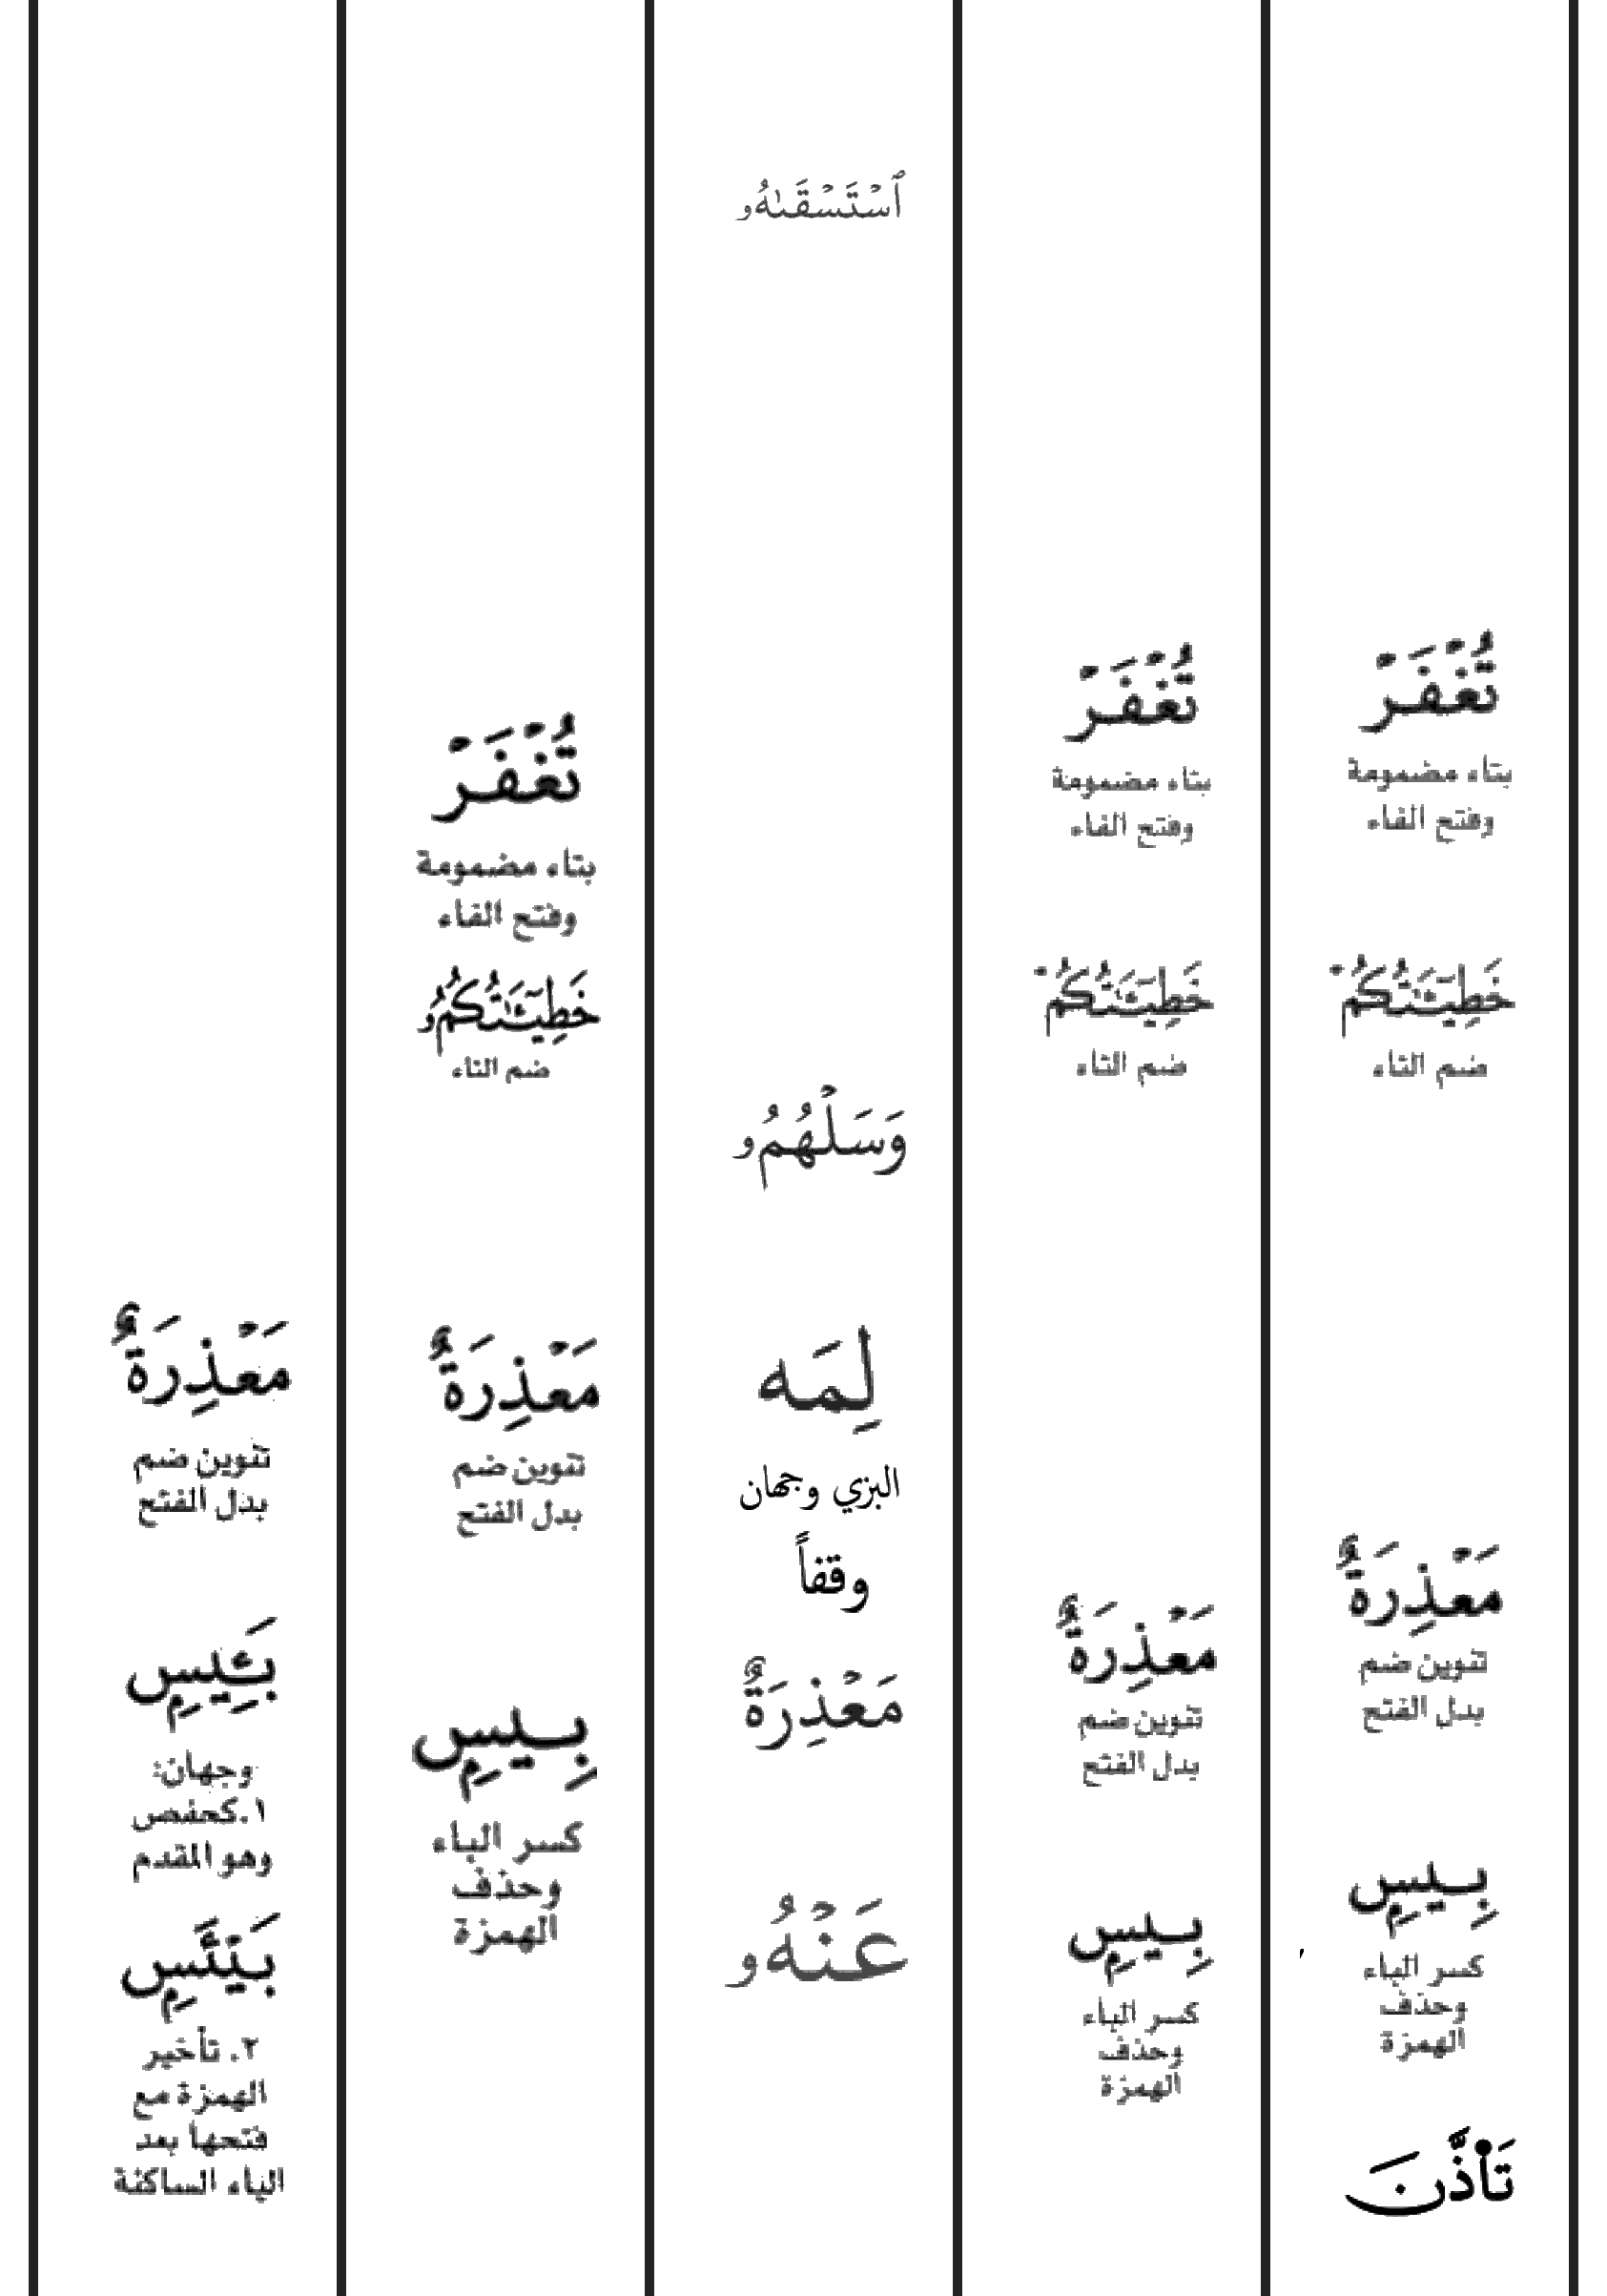 تُغْفَرْ
بتاء مضمومة
وفتح الفاء
خَطِيٓـَٰٔتُكُمْ
ضم التاء
مَعْذِرَةٌ
تنوين ضم
بدل الفتح
بِيسٍ
كسر الباء
وحذف
الهمزة
تَأَذَّنَ
تُغْفَرْ
بتاء مضمومة
وفتح الفاء
خَطِيٓـَٰٔتُكُمْ
ضم التاء
مَعْذِرَةٌ
تنوين ضم
بدل الفتح
بِيسٍ
كسر الباء
وحذف
الهمزة
ٱسْتَسْقَىٰهُۥ
وَسَلْهُمُۥ
لِمَه
البزي وجهان
وقفاً
مَعْذِرَةٌ
عَنْهُۥ
تُغْفَرْ
بتاء مضمومة
وفتح الفاء
خَطِيٓـَٰٔتُكُمُۥ
ضم التاء
مَعْذِرَةٌ
تنوين ضم
بدل الفتح
بِيسٍ
كسر الباء
وحذف
الهمزة
مَعْذِرَةٌ
تنوين ضم
بدل الفتح
بَـِٔيسٍ
وجهان:
١.كحفص
وهو المقدم
بَيْـَٔسٍ
٢. تأخير
الهمزة مع
فتحها بعد
الياء الساكنة